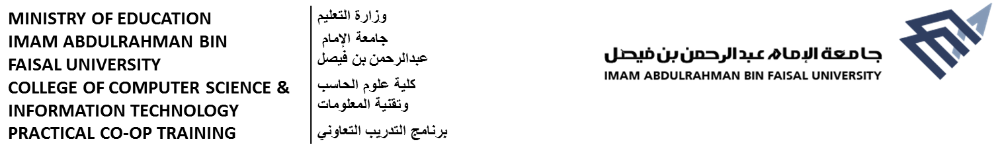 MINISTRY OF EDUCATION
IMAM ABDULRAHMAN BIN
FAISAL UNIVERSITY
COLLEGE OF COMPUTER SCIENCE &
INFORMATION TECHNOLOGY
PRACTICAL CO-OP TRAINING
وزارة التعليم
جامعة الإمام
عبدالرحمن بن فيصل
كلية علوم الحاسب
وتقنية المعلومات
برنامج التدريب التعاوني
جامعة الإمام عبدالرحمن بن فيصل
IMAM ABDULRAHMAN BIN FAISAL UNIVERSITY